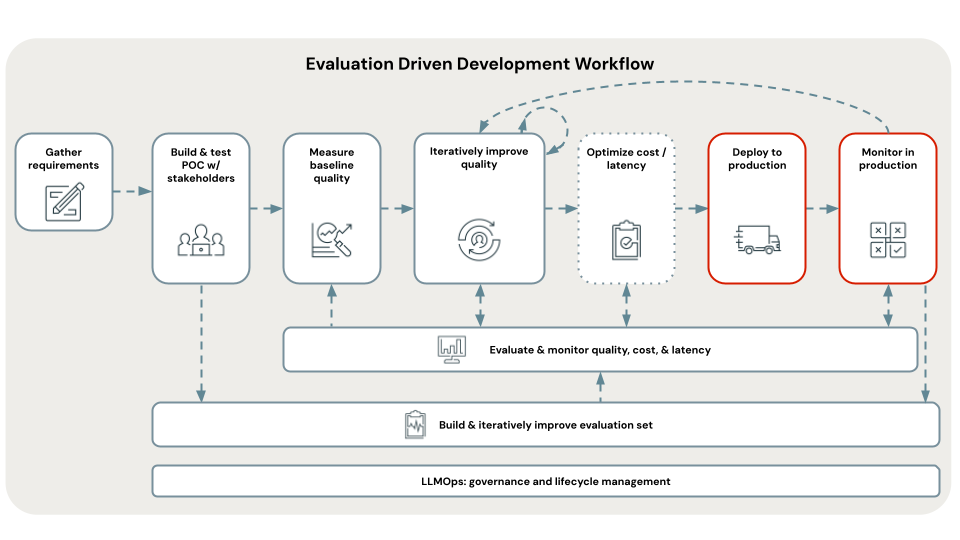 Evaluation Driven Development Workflow
Gather
requirements
Build & test
POC w/
stakeholders
Measure
baseline
quality
Iteratively improve
quality
Optimize cost /
latency
Deploy to
production
Monitor in
production
Evaluate & monitor quality, cost, & latency
Build & iteratively improve evaluation set
LLMOps: governance and lifecycle management